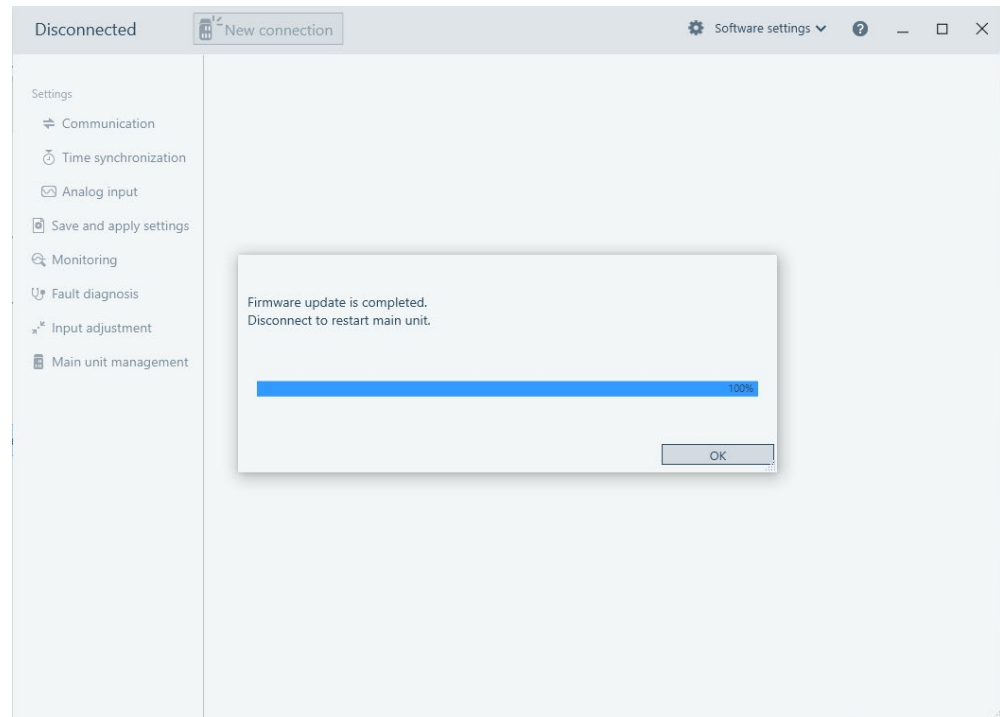 Disconnected
New connection
Software settings
Settings
Communication
Time synchronization
Analog input
Save and apply settings
Monitoring
Fault diagnosis
Input adjustment
Main unit management
Firmware update is completed.
Disconnect to restart main unit.
100%
OK